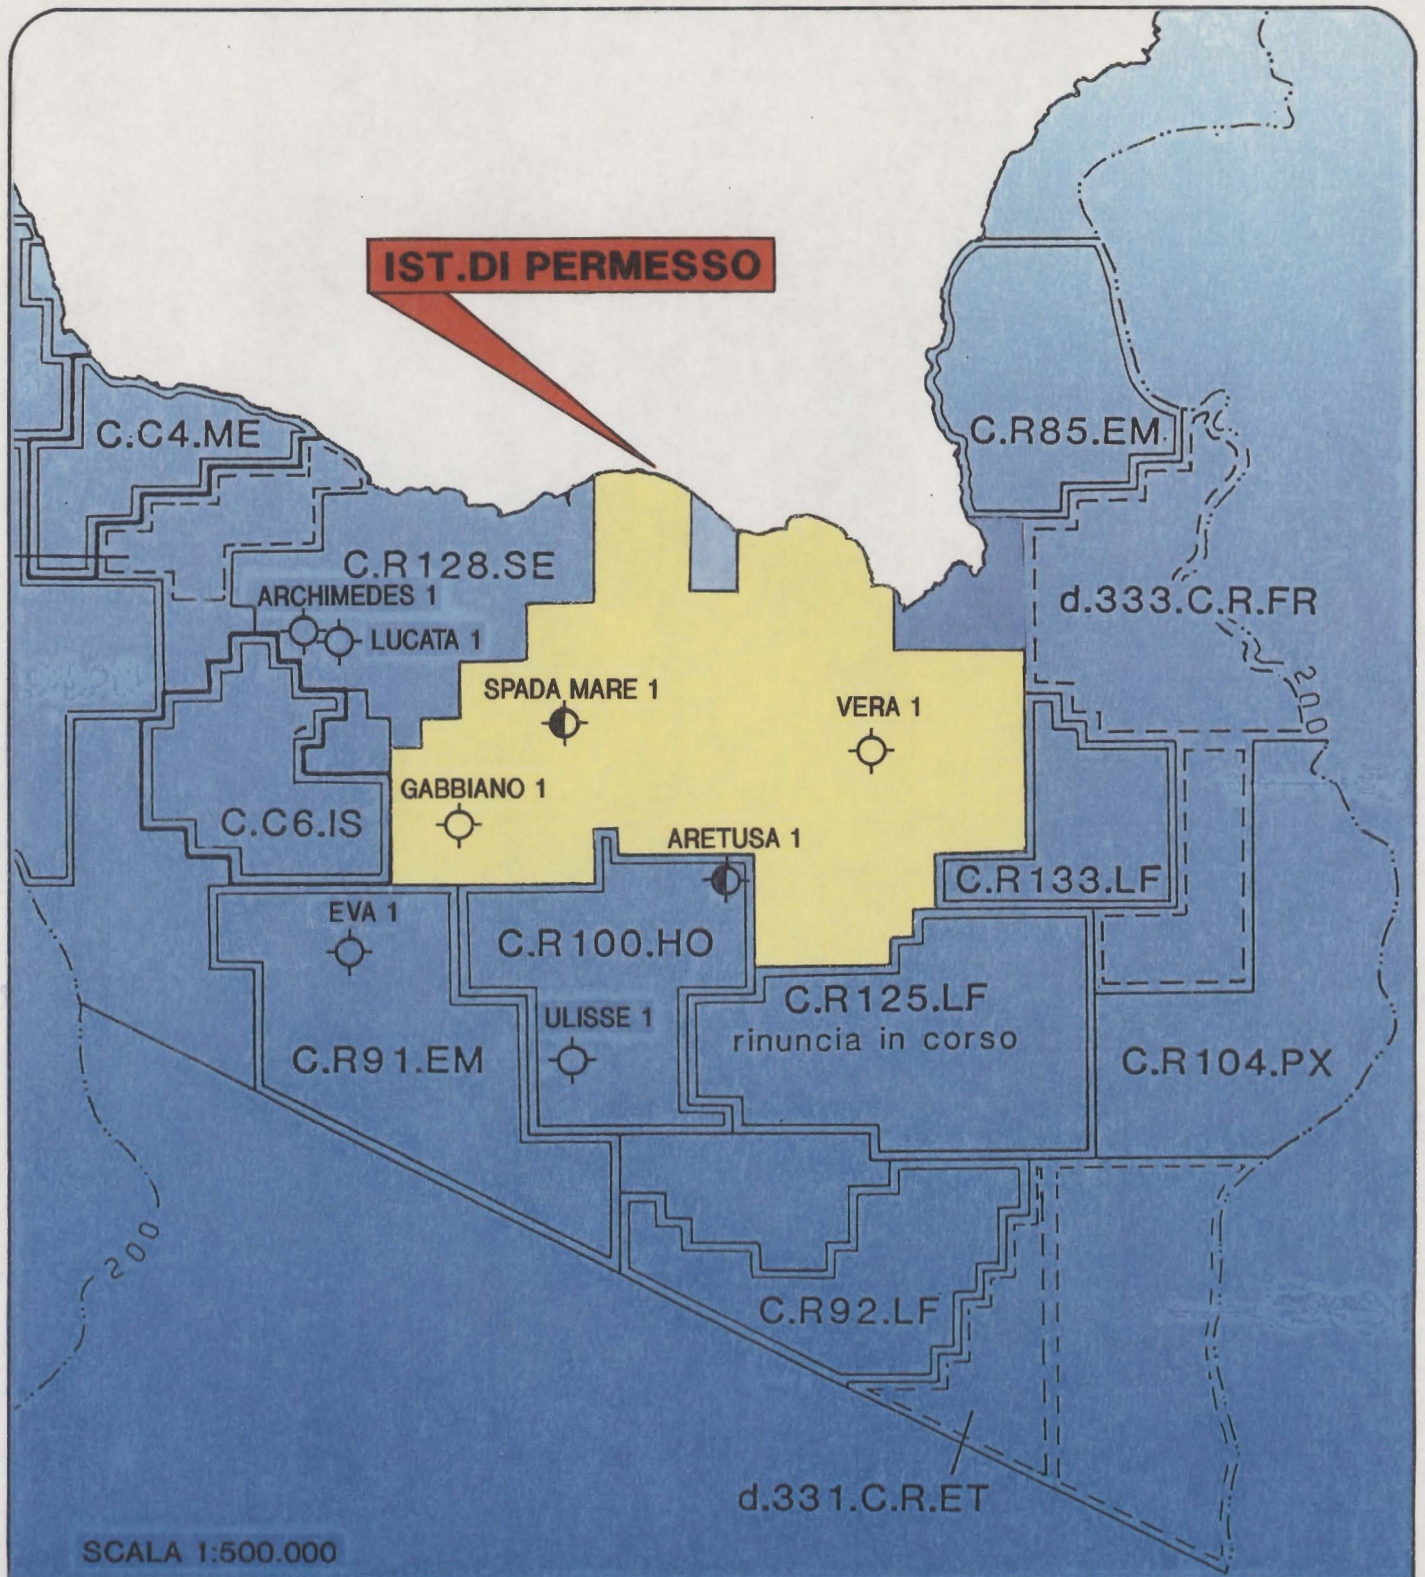 IST.DI PERMESSO
C.C4.ME
C.R85.EM
C.R128.SE
d.333.C.R.FR
ARCHIMEDES 1
LUCATA 1
SPADA MARE 1
VERA 1
200
GABBIANO 1
C.C6.IS
ARETUSA 1
C.R133.LF
EVA 1
C.R100.HO
C.R125.LF
rinuncia in corso
ULISSE 1
C.R91.EM
C.R104.PX
200
C.R92.LF
d.331.C.R.ET
SCALA 1:500.000